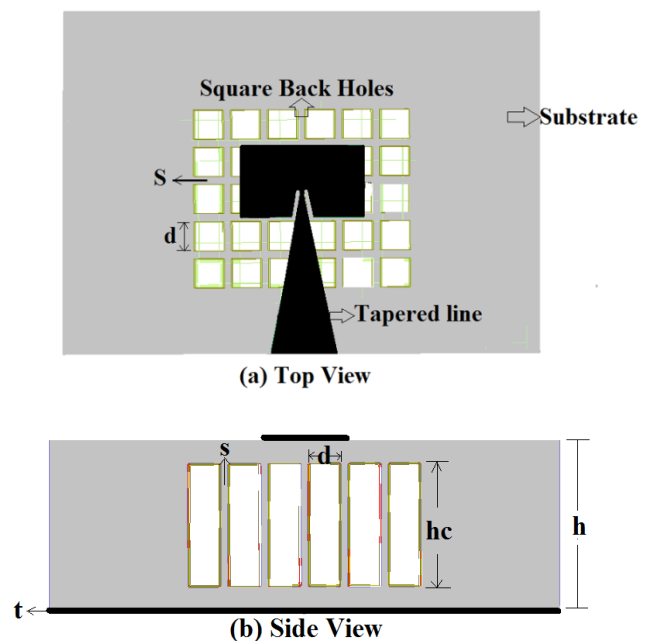 Square Back Holes
Substrate
S
d
Tapered line
(a) Top View
s
d
hc
h
t
(b) Side View